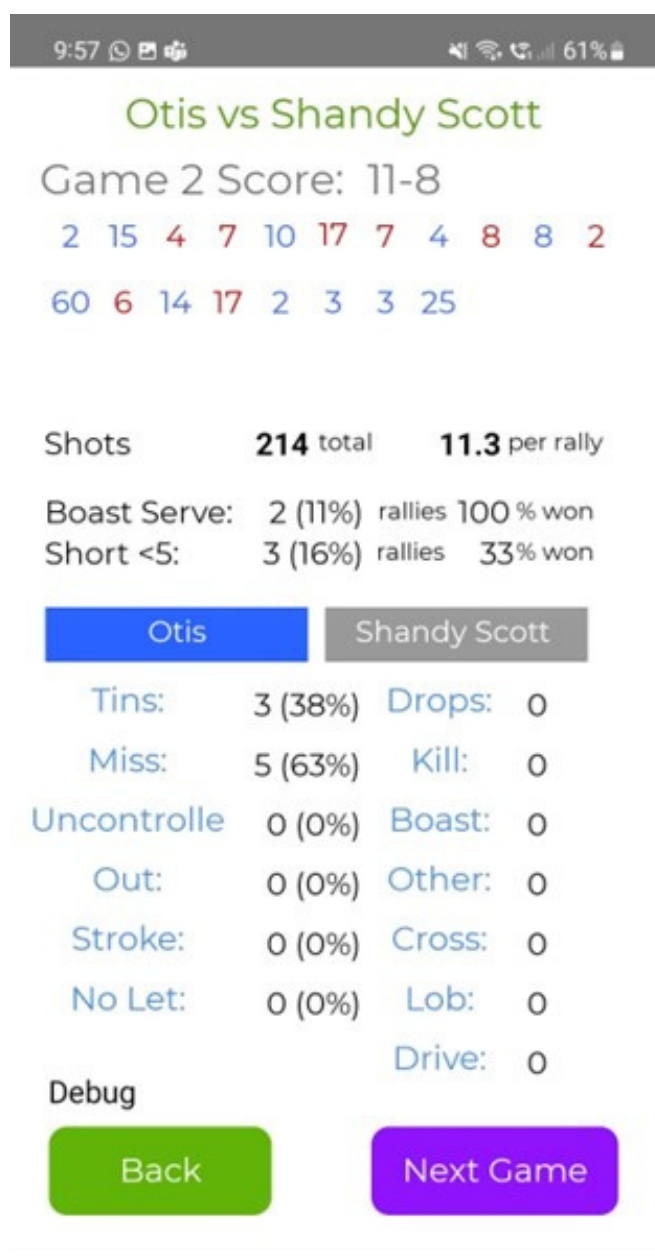 9:57 61%
Otis vs Shandy Scott
Game 2 Score: 11-8
2 15 4 7 10 17 7 4 8 8 2
60 6 14 17 2 3 3 25
Shots 214 total 11.3 per rally
Boast Serve: 2 (11%) rallies 100 % won
Short <5: 3 (16%) rallies 33% won
Otis Shandy Scott
Tins: 3 (38%) Drops: 0
Miss: 5 (63%) Kill: 0
Uncontrolle 0 (0%) Boast: 0
Out: 0 (0%) Other: 0
Stroke: 0 (0%) Cross: 0
No Let: 0 (0%) Lob: 0
Drive: 0
Debug
Back Next Game